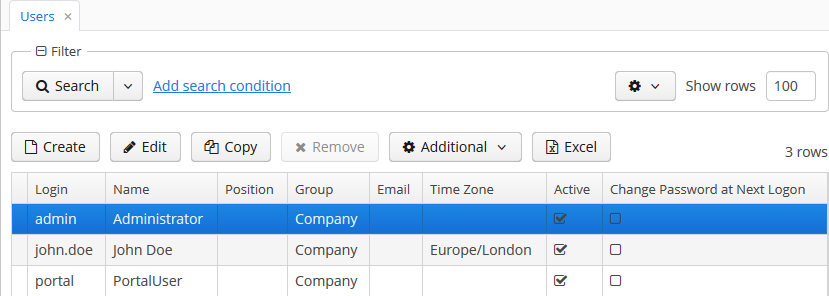 Users ×
Filter
Search Add search condition Show rows 100
Create Edit Copy Remove Additional Excel 3 rows
Login Name Position Group Email Time Zone Active Change Password at Next Logon
admin Administrator Company
john.doe John Doe Company Europe/London
portal PortalUser Company